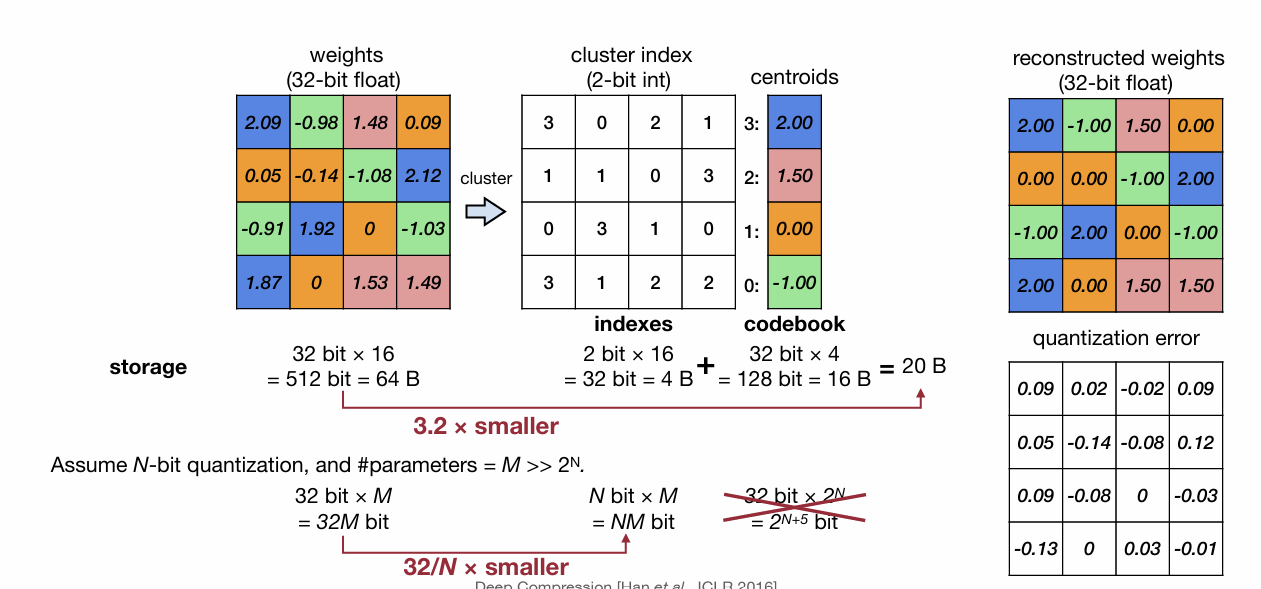 weights
(32-bit float)
2.09 -0.98 1.48 0.09
0.05 -0.14 -1.08 2.12
-0.91 1.92 0 -1.03
1.87 0 1.53 1.49
cluster
cluster index
(2-bit int)
3 0 2 1
1 1 0 3
0 3 1 0
3 1 2 2
indexes
centroids
3: 2.00
2: 1.50
1: 0.00
0: -1.00
codebook
reconstructed weights
(32-bit float)
2.00 -1.00 1.50 0.00
0.00 0.00 -1.00 2.00
-1.00 2.00 0.00 -1.00
2.00 0.00 1.50 1.50
quantization error
0.09 0.02 -0.02 0.09
0.05 -0.14 -0.08 0.12
0.09 -0.08 0 -0.03
-0.13 0 0.03 -0.01
storage
32 bit × 16
= 512 bit = 64 B
2 bit × 16
= 32 bit = 4 B
+
32 bit × 4
= 128 bit = 16 B
= 20 B
3.2 × smaller
Assume N-bit quantization, and #parameters = M >> 2ᴺ.
32 bit × M
= 32M bit
N bit × M
= NM bit
32 bit × 2ᴺ
= 2ᴺ⁺⁵ bit
32/N × smaller
Deep Compression [Han et al., ICLR 2016]